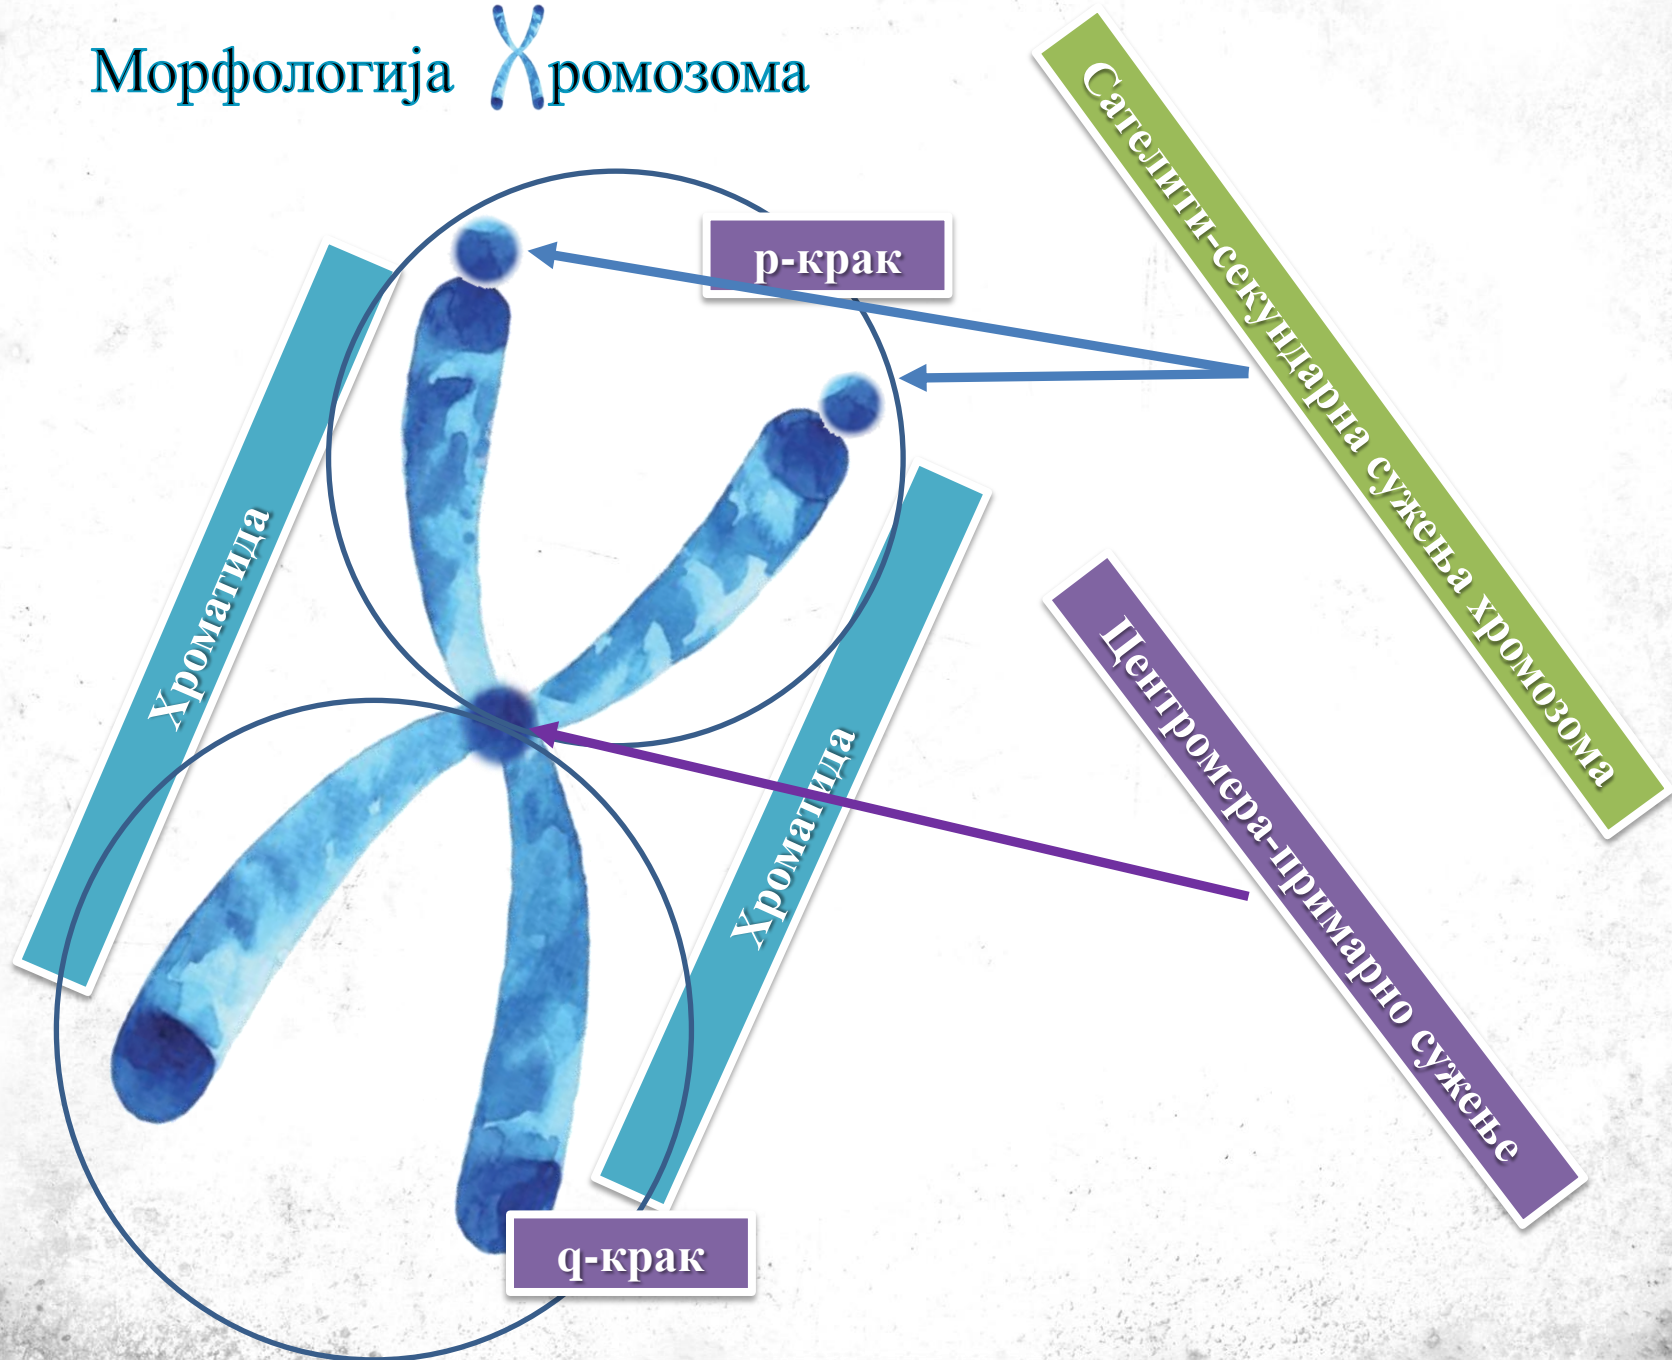 Морфологија Хромозома
р-крак
Сателити-секундарна сужења хромозома
Хроматида
Хроматида
Центромера-примарно сужење
q-крак